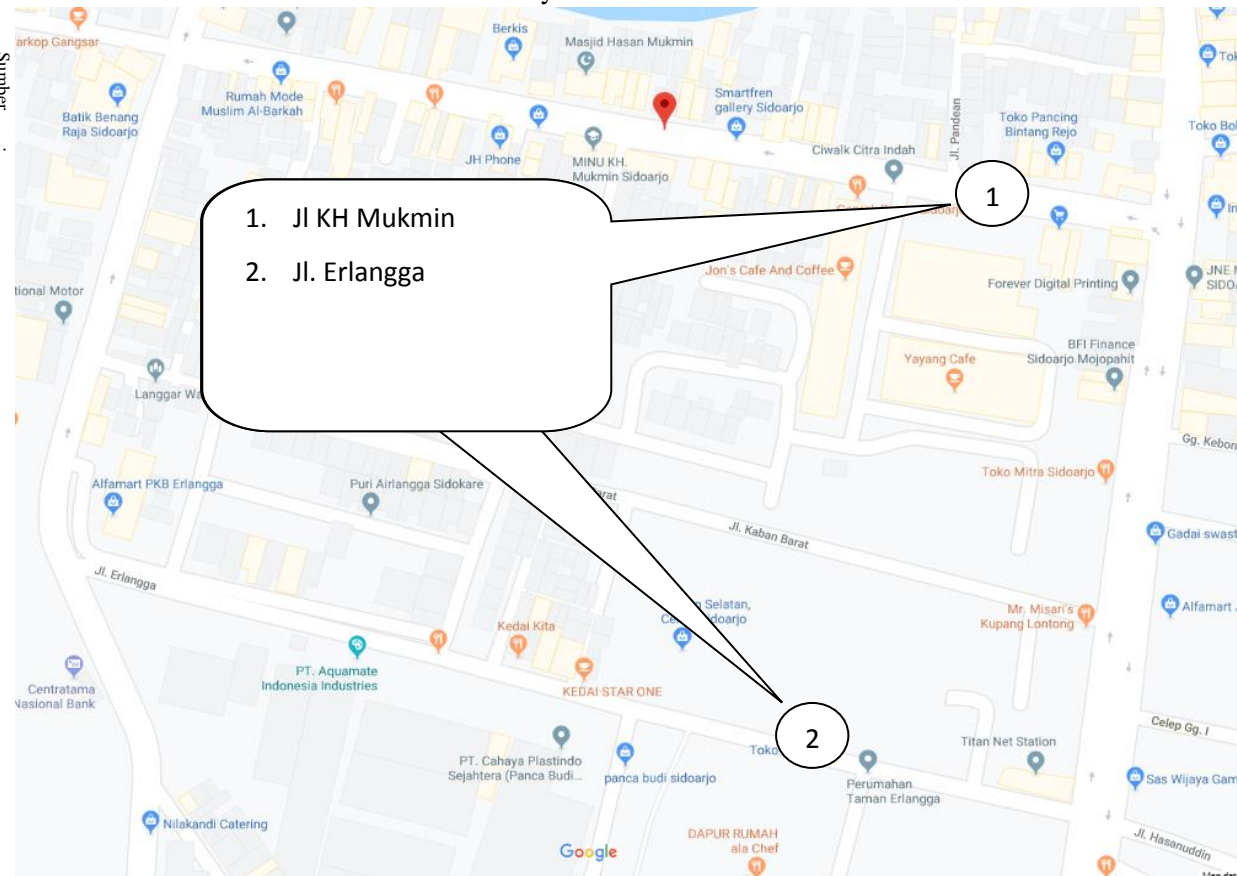 Sumber :
arkop Gangsar
Berkis
Masjid Hasan Mukmin
Batik Benang
Raja Sidoarjo
Rumah Mode
Muslim Al-Barkah
Smartfren
gallery Sidoarjo
Jl. Pandean
Toko Pancing
Bintang Rejo
JH Phone
MINU KH.
Mukmin Sidoarjo
Ciwalk Citra Indah
1
1. Jl KH Mukmin
2. Jl. Erlangga
Jon's Cafe And Coffee
Forever Digital Printing
JNE
SIDO
tional Motor
BFI Finance
Sidoarjo Mojopahit
Yayang Cafe
Langgar Wa
Gg. Kebon
Toko Mitra Sidoarjo
Alfamart PKB Erlangga
Puri Airlangga Sidokare
arat
Jl. Kaban Barat
Gadai swast
Jl. Erlangga
Selatan,
doarjo
Mr. Misari's
Kupang Lontong
Alfamart
Kedai Kita
PT. Aquamate
Indonesia Industries
KEDAI STAR ONE
Centratama
Nasional Bank
2
Celep Gg. I
Toko
Titan Net Station
PT. Cahaya Plastindo
Sejahtera (Panca Budi...
panca budi sidoarjo
Perumahan
Taman Erlangga
Sas Wijaya Gam
Nilakandi Catering
DAPUR RUMAH
ala Chef
Jl. Hasanuddin
Google